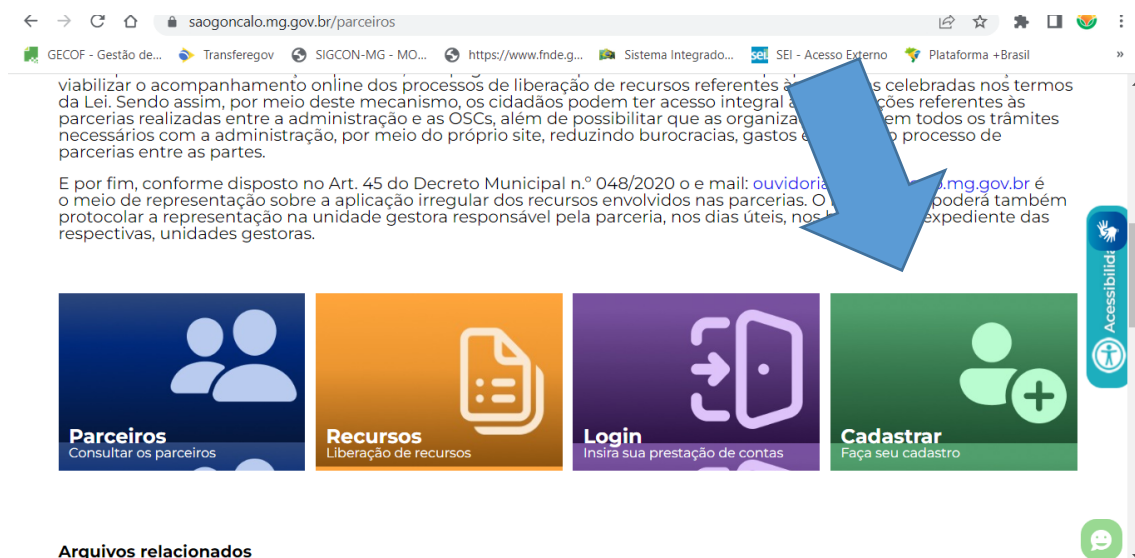 saogoncalo.mg.gov.br/parceiros
GECOF - Gestão de... Transferegov SIGCON-MG - MO... https://www.fnde.g... Sistema Integrado... sei SEI - Acesso Externo Plataforma +Brasil »
viabilizar o acompanhamento online dos processos de liberação de recursos referentes celebradas nos termos
da Lei. Sendo assim, por meio deste mecanismo, os cidadãos podem ter acesso integral referentes às
parcerias realizadas entre a administração e as OSCs, além de possibilitar que as todos os trâmites
necessários com a administração, por meio do próprio site, reduzindo burocracias, gastos processo de
parcerias entre as partes.
E por fim, conforme disposto no Art. 45 do Decreto Municipal n.º 048/2020 o e mail: .mg.gov.br é
o meio de representação sobre a aplicação irregular dos recursos envolvidos nas parcerias. O poderá também
protocolar a representação na unidade gestora responsável pela parceria, nos dias úteis, expediente das
respectivas, unidades gestoras.
Acessibilid
Parceiros
Consultar os parceiros
Recursos
Liberação de recursos
Login
Insira sua prestação de contas
Cadastrar
Faça seu cadastro
Arquivos relacionados